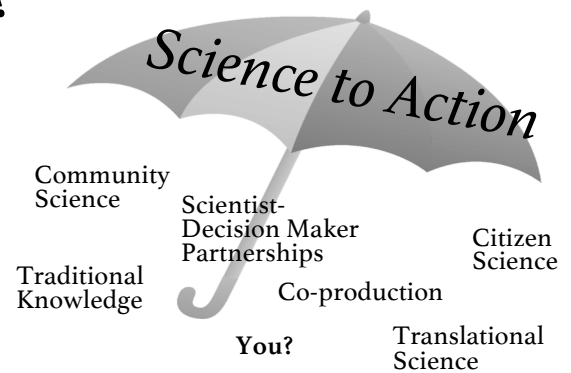 Science to Action
Community
Science
Scientist-
Decision Maker
Partnerships
Citizen
Science
Traditional
Knowledge
Co-production
You?
Translational
Science